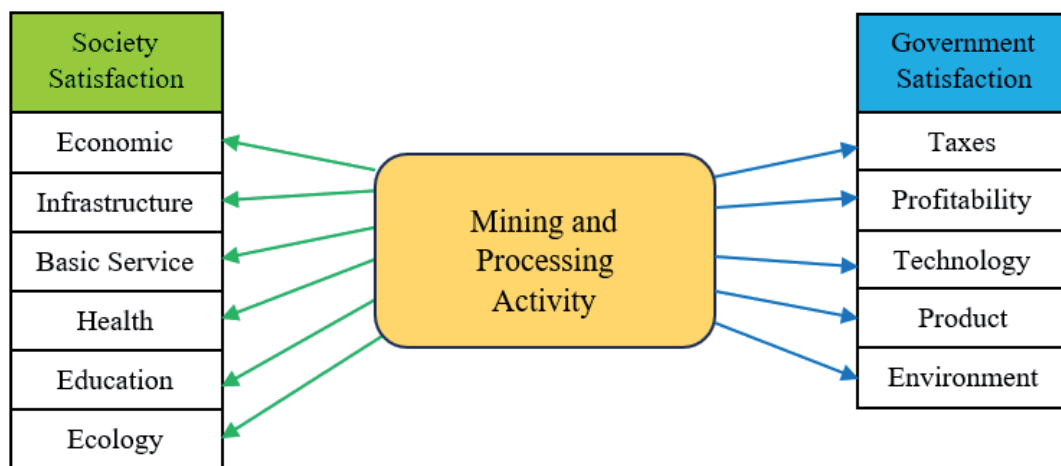 Society
Satisfaction
Economic
Infrastructure
Basic Service
Health
Education
Ecology
Mining and
Processing
Activity
Government
Satisfaction
Taxes
Profitability
Technology
Product
Environment